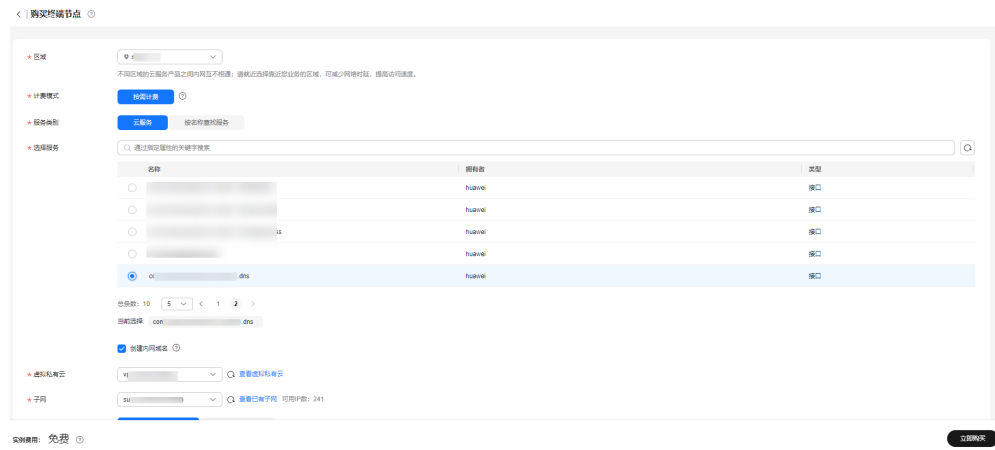 购买终端节点
* 区域
不同区域的云服务产品之间内网互不相通；请就近选择靠近您业务的区域，可减少网络时延，提高访问速度。
* 计费模式 按需计费
* 服务类别 云服务 按名称查找服务
* 选择服务 通过指定属性的关键字搜索
名称 拥有者 类型
huawei 接口
huawei 接口
ss huawei 接口
huawei 接口
.dns huawei 接口
总条数: 10 5 1 2
当前选择: con .dns
创建内网域名
* 虚拟私有云 查看虚拟私有云
* 子网 su 查看已有子网 可用IP数: 241
实例费用: 免费 立即购买